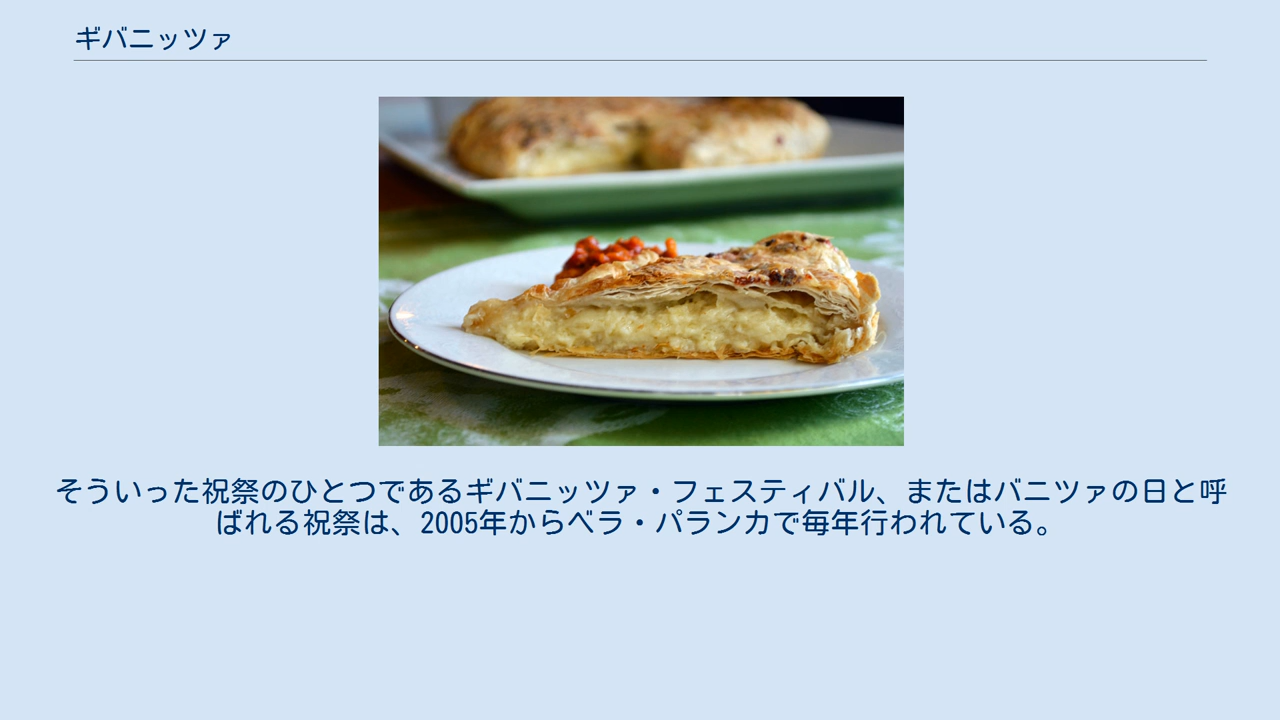 ギバニッツァ
そういった祝祭のひとつであるギバニッツァ・フェスティバル、またはバニツァの日と呼
ばれる祝祭は、2005年からベラ・パランカで毎年行われている。